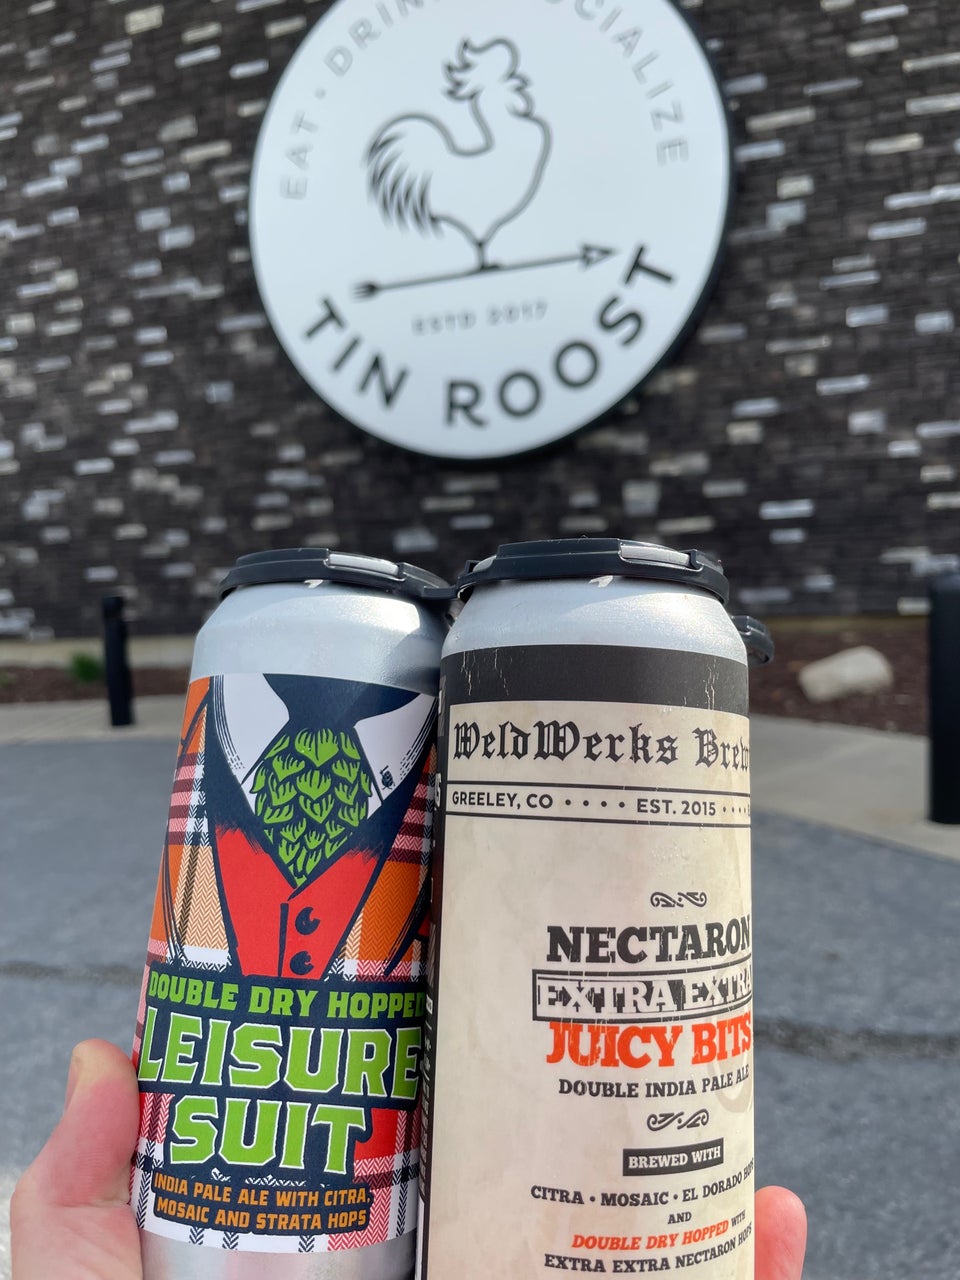 EAT · DRINK · SOCIALIZE
ESTD 2017
TIN ROOST
DOUBLE DRY HOPPED
LEISURE
SUIT
INDIA PALE ALE WITH CITRA,
MOSAIC AND STRATA HOPS
WeldWerks
GREELEY, CO · · · · EST. 2015 · · · ·
NECTARON
EXTRA EXTRA
JUICY BITS
DOUBLE INDIA PALE ALE
BREWED WITH
CITRA · MOSAIC · EL DORADO HOPS
AND
DOUBLE DRY HOPPED WITH
EXTRA EXTRA NECTARON HOPS